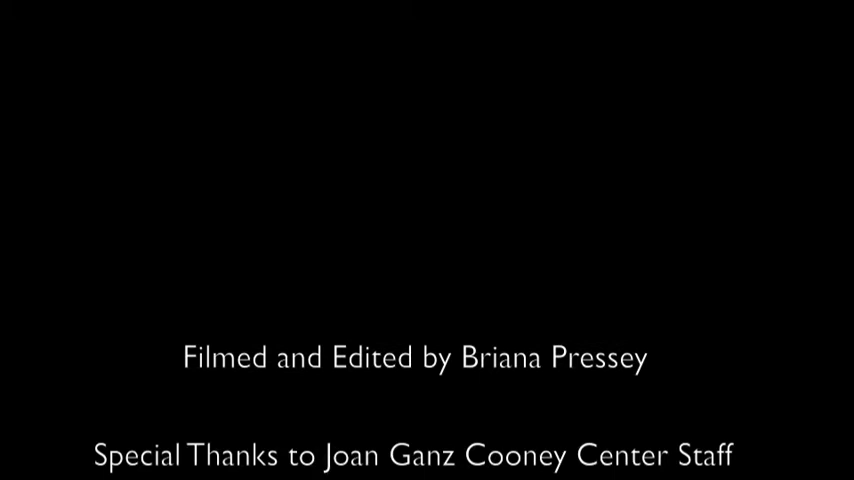 Filmed and Edited by Briana Pressey
Special Thanks to Joan Ganz Cooney Center Staff